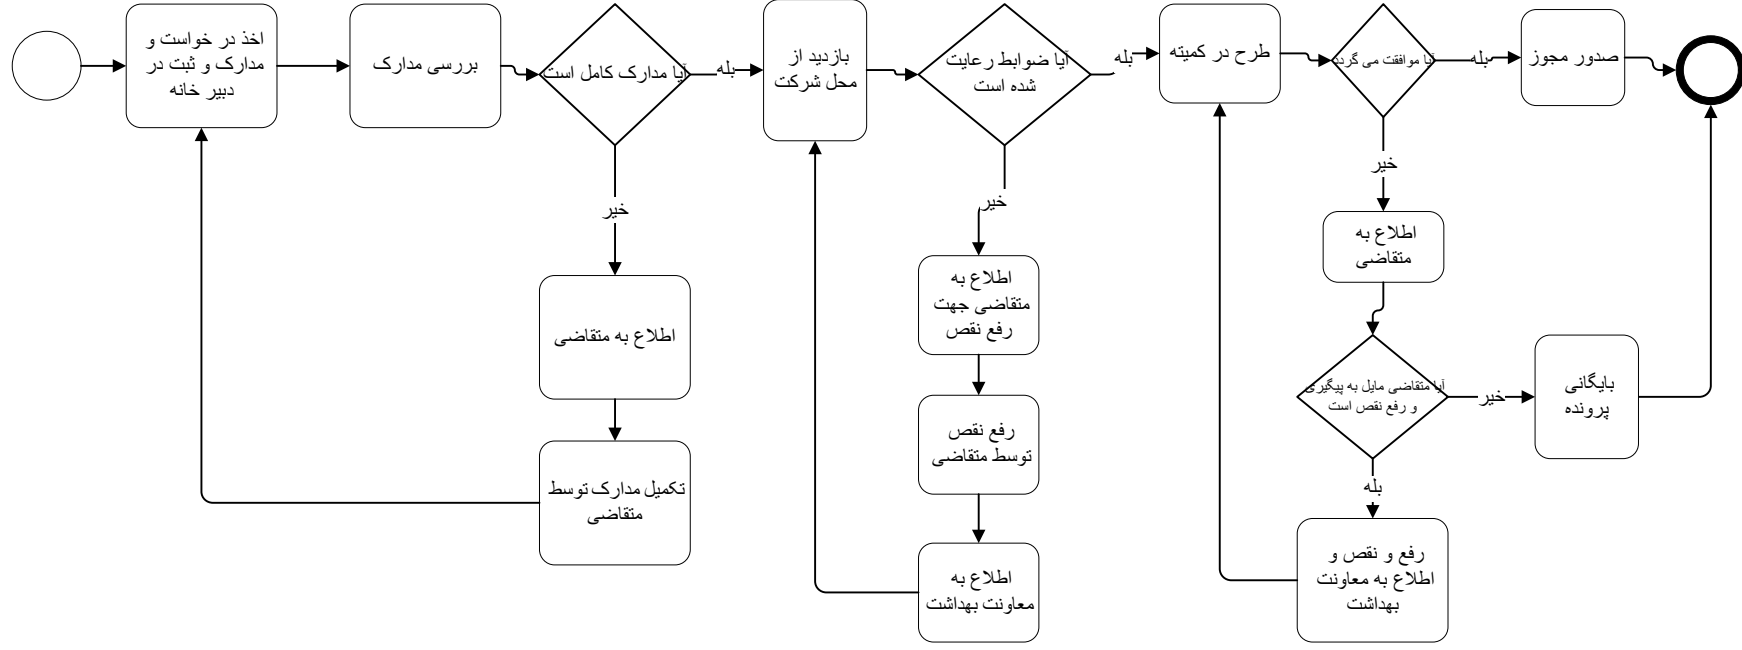 اخذ در خواست و
مدارک و ثبت در
دبیر خانه
بررسی مدارک
آیا مدارک کامل است
بله
خیر
اطلاع به متقاضی
تکمیل مدارک توسط
متقاضی
بازدید از
محل شرکت
آیا ضوابط رعایت
شده است
بله
خیر
اطلاع به
متقاضی جهت
رفع نقص
رفع نقص
توسط متقاضی
اطلاع به
معاونت بهداشت
طرح در کمیته
آیا موافقت می گردد
بله
خیر
صدور مجوز
اطلاع به
متقاضی
آیا متقاضی مایل به پیگیری
و رفع نقص است
خیر
بایگانی
پرونده
بله
رفع و نقص و
اطلاع به معاونت
بهداشت